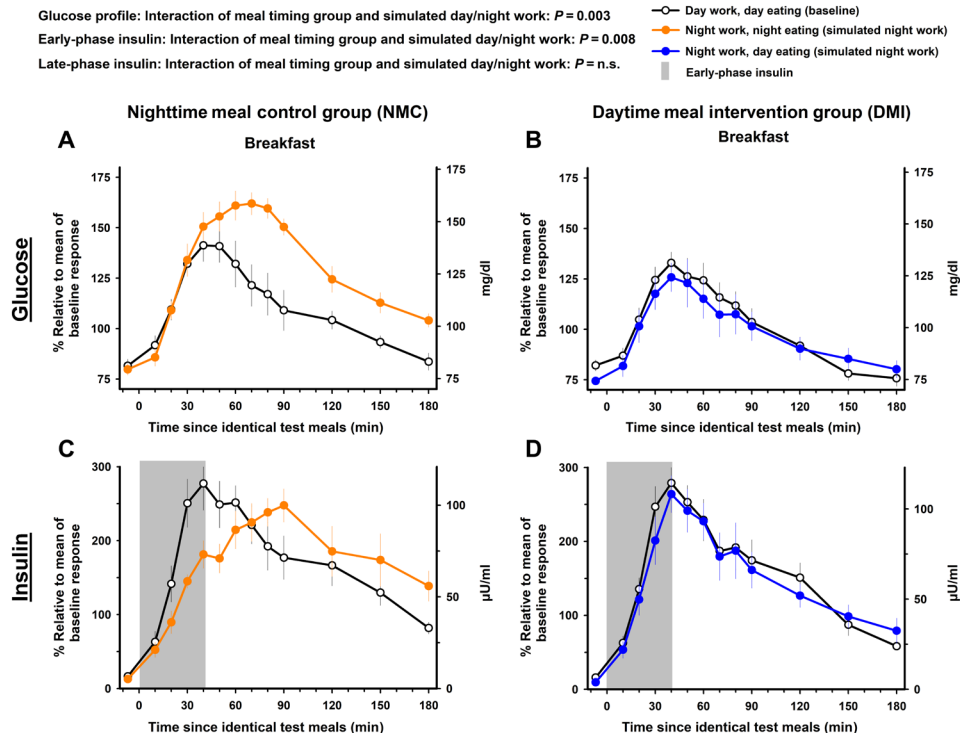 Glucose profile: Interaction of meal timing group and simulated day/night work: P = 0.003
Early-phase insulin: Interaction of meal timing group and simulated day/night work: P = 0.008
Late-phase insulin: Interaction of meal timing group and simulated day/night work: P = n.s.
Day work, day eating (baseline)
Night work, night eating (simulated night work)
Night work, day eating (simulated night work)
Early-phase insulin
Nighttime meal control group (NMC)
Daytime meal intervention group (DMI)
A
Breakfast
B
Breakfast
Glucose
% Relative to mean of
baseline response
175
150
125
100
75
175
150
125
100
75
mg/dl
0 30 60 90 120 150 180
Time since identical test meals (min)
% Relative to mean of
baseline response
175
150
125
100
75
175
150
125
100
75
mg/dl
0 30 60 90 120 150 180
Time since identical test meals (min)
C
D
Insulin
% Relative to mean of
baseline response
300
200
100
0
100
50
0
µU/ml
0 30 60 90 120 150 180
Time since identical test meals (min)
% Relative to mean of
baseline response
300
200
100
0
100
50
0
µU/ml
0 30 60 90 120 150 180
Time since identical test meals (min)